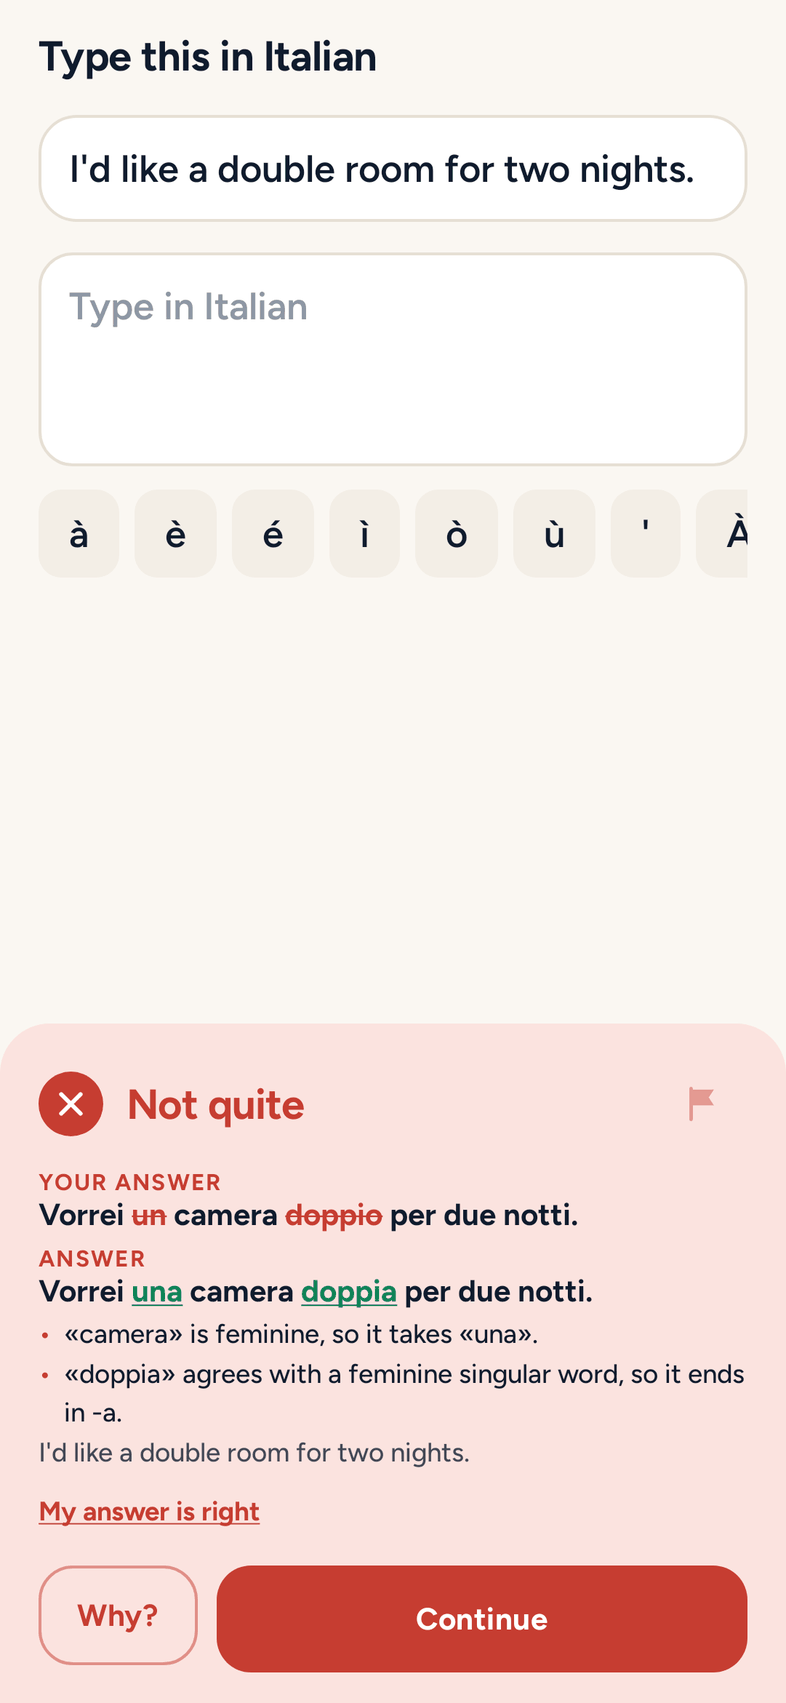 Type this in Italian
I'd like a double room for two nights.
Type in Italian
à è é ì ò ù ' À
Not quite
YOUR ANSWER
Vorrei un camera doppio per due notti.
ANSWER
Vorrei una camera doppia per due notti.
• «camera» is feminine, so it takes «una».
• «doppia» agrees with a feminine singular word, so it ends
in -a.
I'd like a double room for two nights.
My answer is right
Why?
Continue